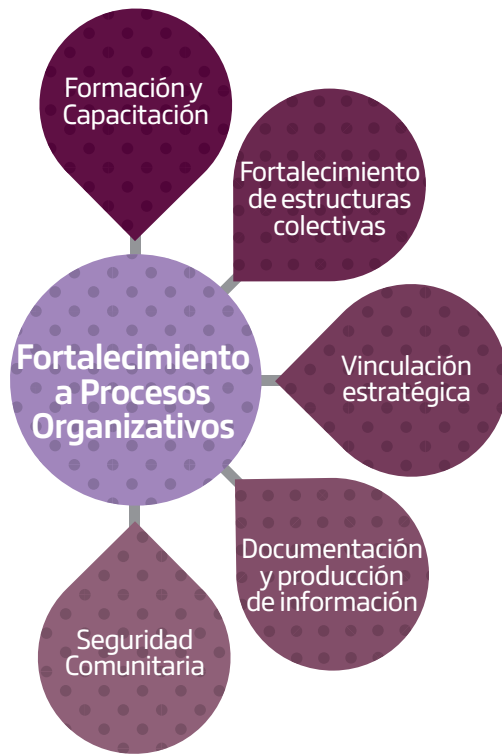 Formación y
Capacitación
Fortalecimiento
de estructuras
colectivas
Fortalecimiento
a Procesos
Organizativos
Vinculación
estratégica
Documentación
y producción
de información
Seguridad
Comunitaria